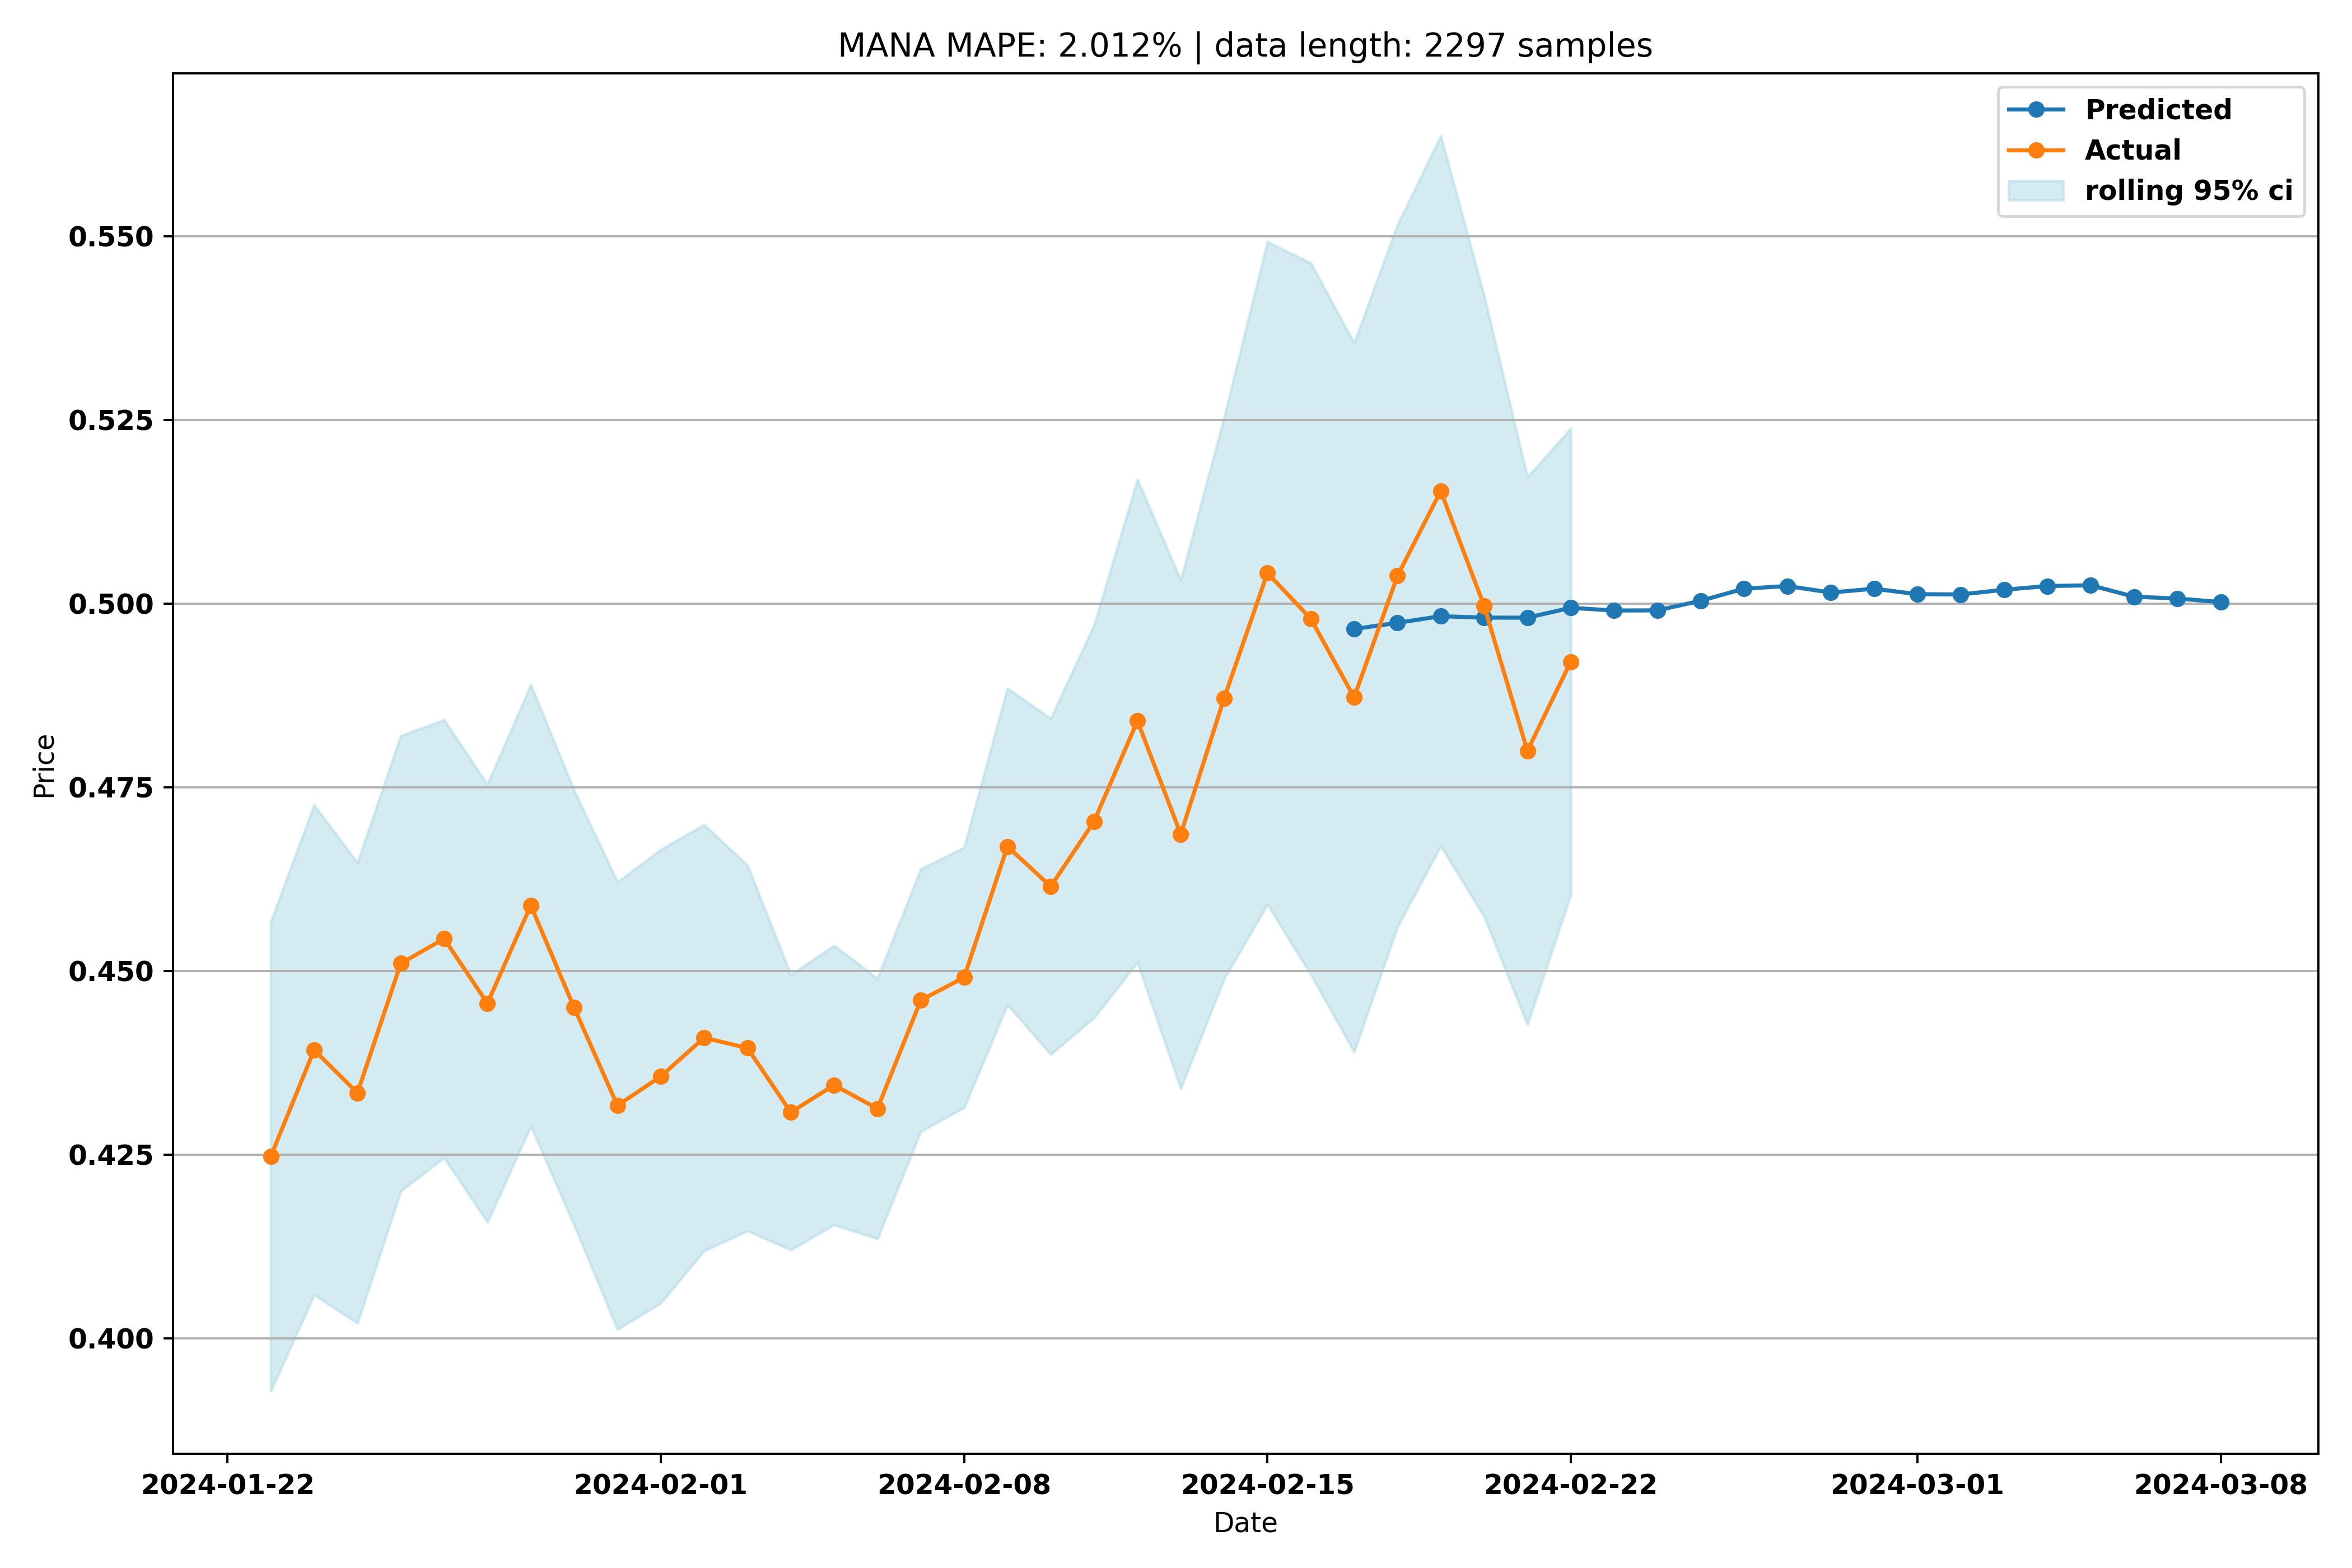 MANA MAPE: 2.012% | data length: 2297 samples
Predicted
Actual
rolling 95% ci
0.550
0.525
0.500
0.475
0.450
0.425
0.400
Price
2024-01-22
2024-02-01
2024-02-08
2024-02-15
2024-02-22
2024-03-01
2024-03-08
Date